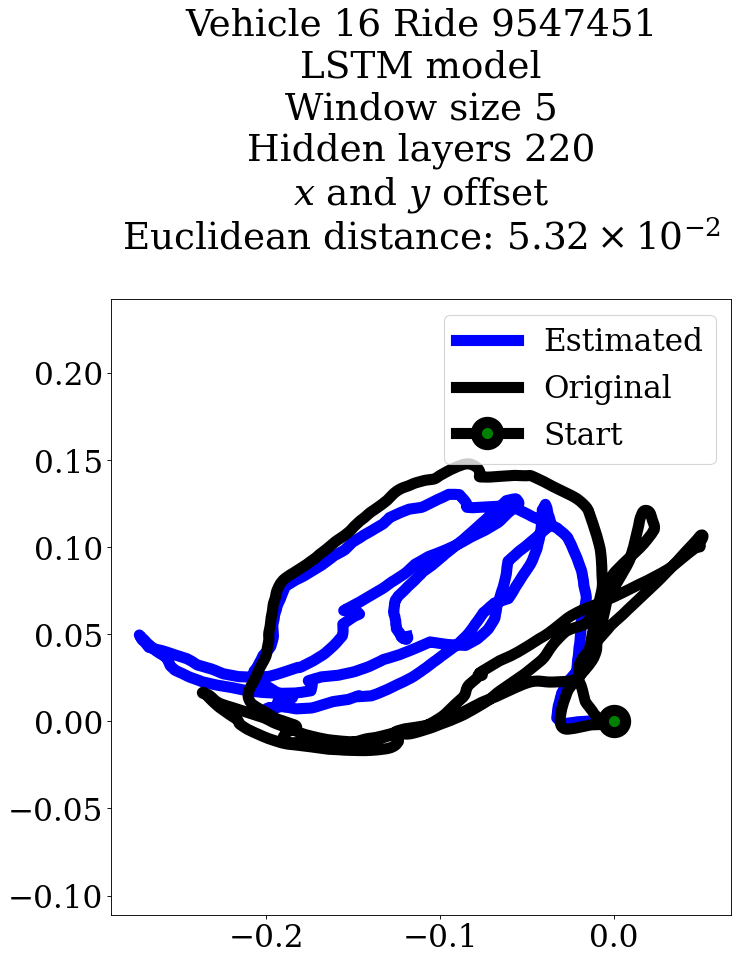 Vehicle 16 Ride 9547451
LSTM model
Window size 5
Hidden layers 220
x and y offset
Euclidean distance: 5.32 × 10⁻²
Estimated
Original
Start
0.20
0.15
0.10
0.05
0.00
−0.05
−0.10
−0.2 −0.1 0.0